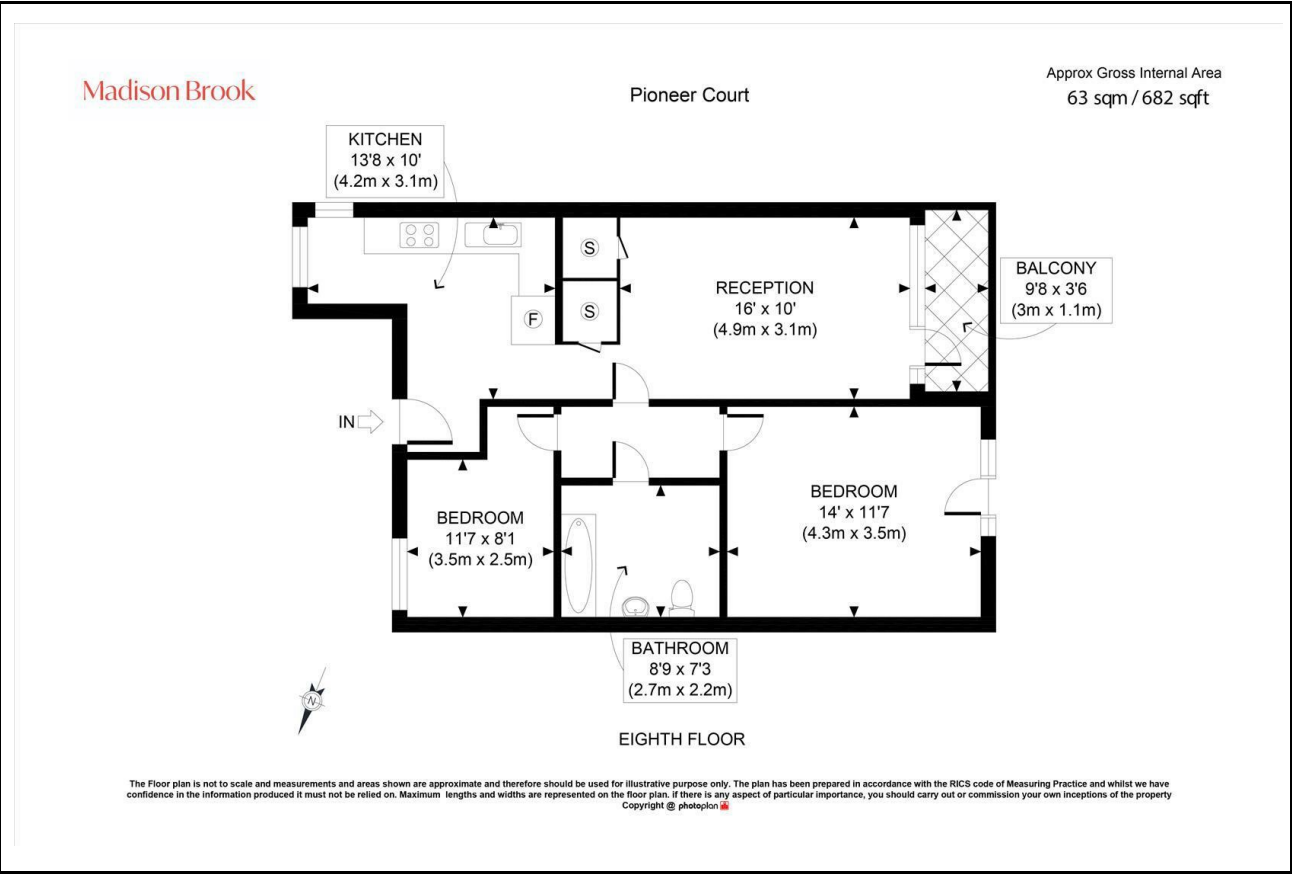 Madison Brook
Pioneer Court
Approx Gross Internal Area
63 sqm / 682 sqft
KITCHEN
13'8 x 10'
(4.2m x 3.1m)
S
S
F
RECEPTION
16' x 10'
(4.9m x 3.1m)
BALCONY
9'8 x 3'6
(3m x 1.1m)
IN
BEDROOM
11'7 x 8'1
(3.5m x 2.5m)
BEDROOM
14' x 11'7
(4.3m x 3.5m)
BATHROOM
8'9 x 7'3
(2.7m x 2.2m)
N
EIGHTH FLOOR
The Floor plan is not to scale and measurements and areas shown are approximate and therefore should be used for illustrative purpose only. The plan has been prepared in accordance with the RICS code of Measuring Practice and whilst we have
confidence in the information produced it must not be relied on. Maximum lengths and widths are represented on the floor plan. if there is any aspect of particular importance, you should carry out or commission your own inceptions of the property
Copyright @ photoplan